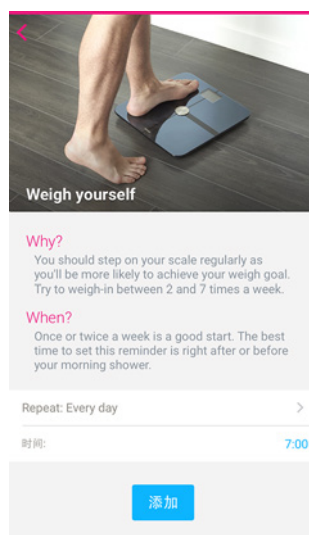 Weigh yourself
Why?
You should step on your scale regularly as
you'll be more likely to achieve your weigh goal.
Try to weigh-in between 2 and 7 times a week.
When?
Once or twice a week is a good start. The best
time to set this reminder is right after or before
your morning shower.
Repeat: Every day
时间: 7:00
添加